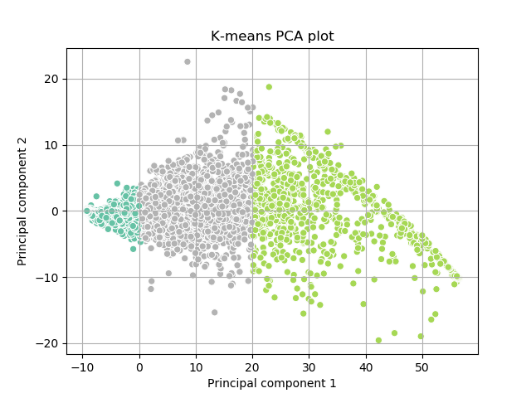 K-means PCA plot
20
10
0
−10
−20
Principal component 2
−10 0 10 20 30 40 50
Principal component 1